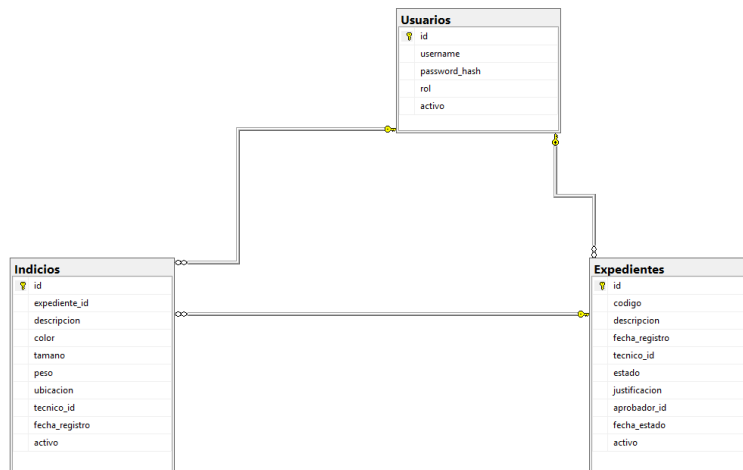 Usuarios
id
username
password_hash
rol
activo
Indicios
id
expediente_id
descripcion
color
tamano
peso
ubicacion
tecnico_id
fecha_registro
activo
Expedientes
id
codigo
descripcion
fecha_registro
tecnico_id
estado
justificacion
aprobador_id
fecha_estado
activo